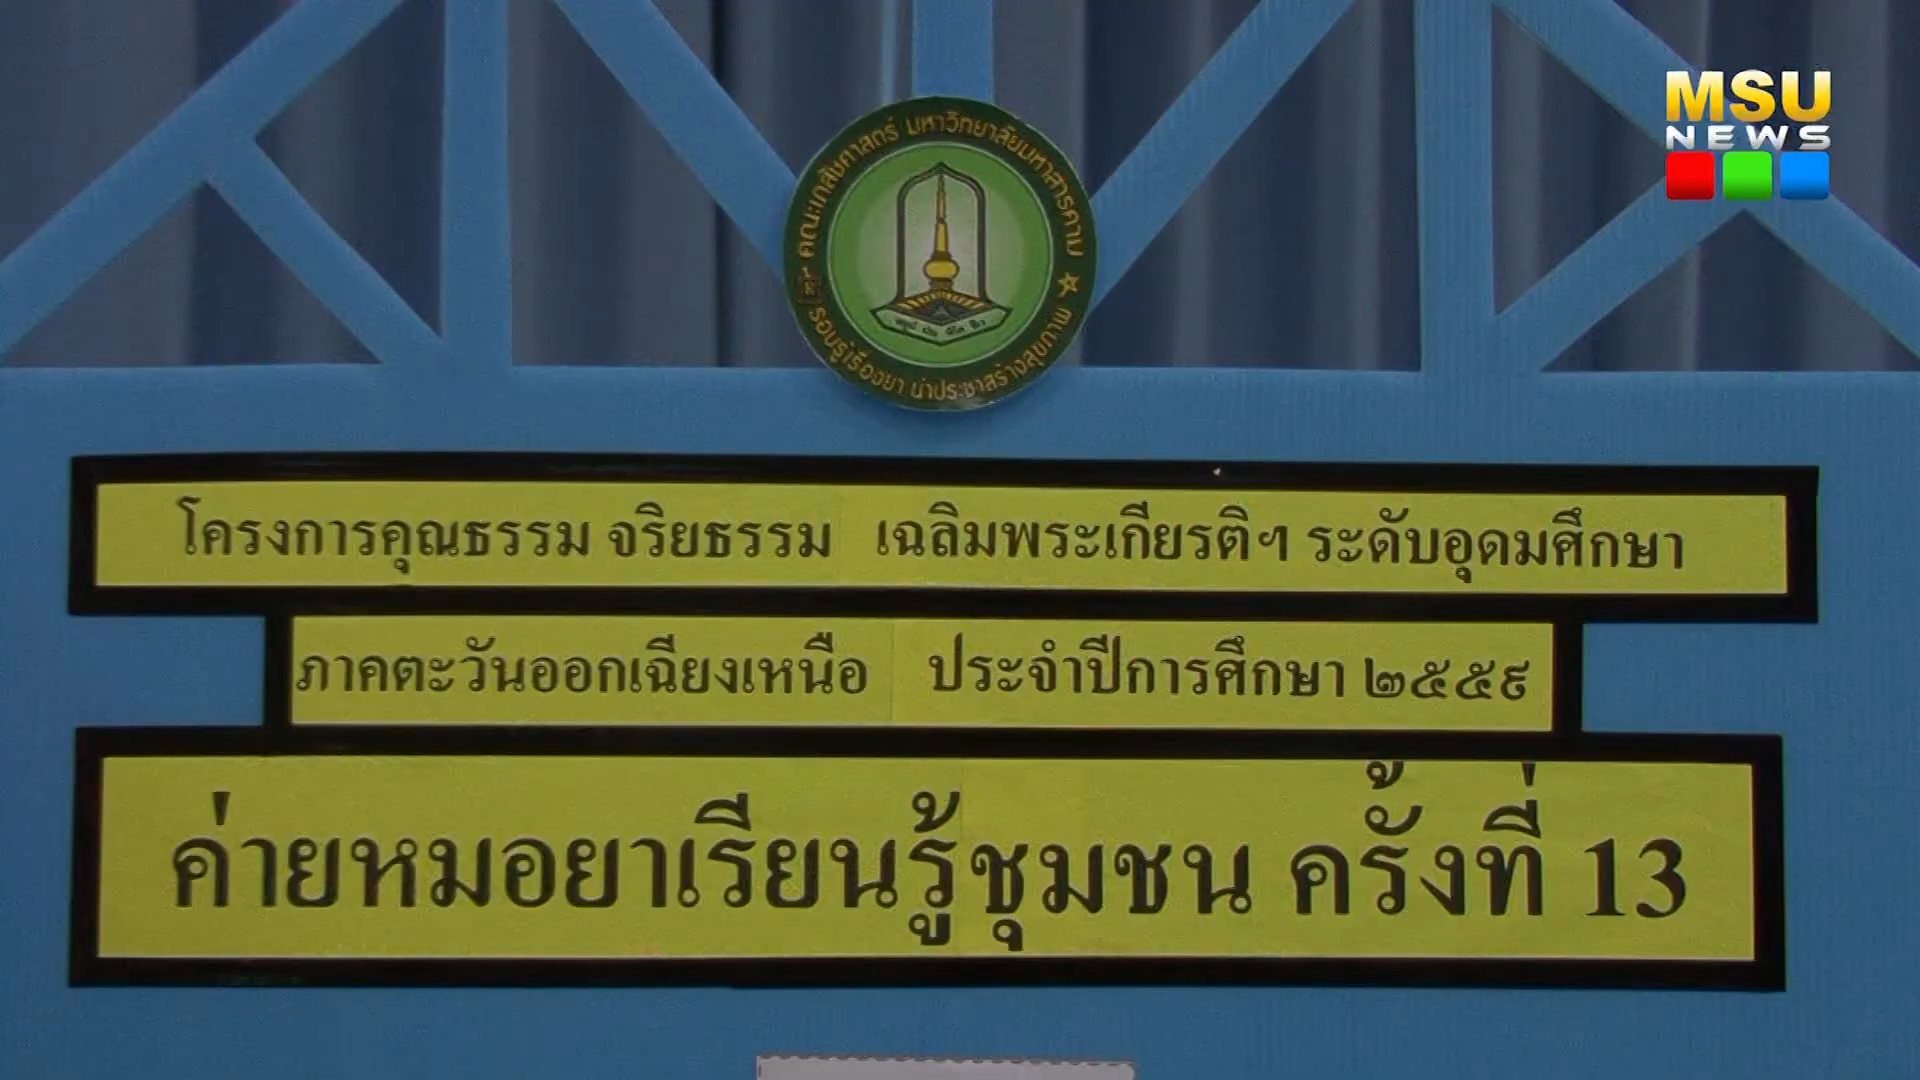 MSU
NEWS
คณะเภสัชศาสตร์ มหาวิทยาลัยมหาสารคาม
รอบรู้เรื่องยา นำประชาสร้างสุขภาพ
โครงการคุณธรรม จริยธรรม เฉลิมพระเกียรติฯ ระดับอุดมศึกษา
ภาคตะวันออกเฉียงเหนือ ประจำปีการศึกษา ๒๕๕๙
ค่ายหมอยาเรียนรู้ชุมชน ครั้งที่ 13